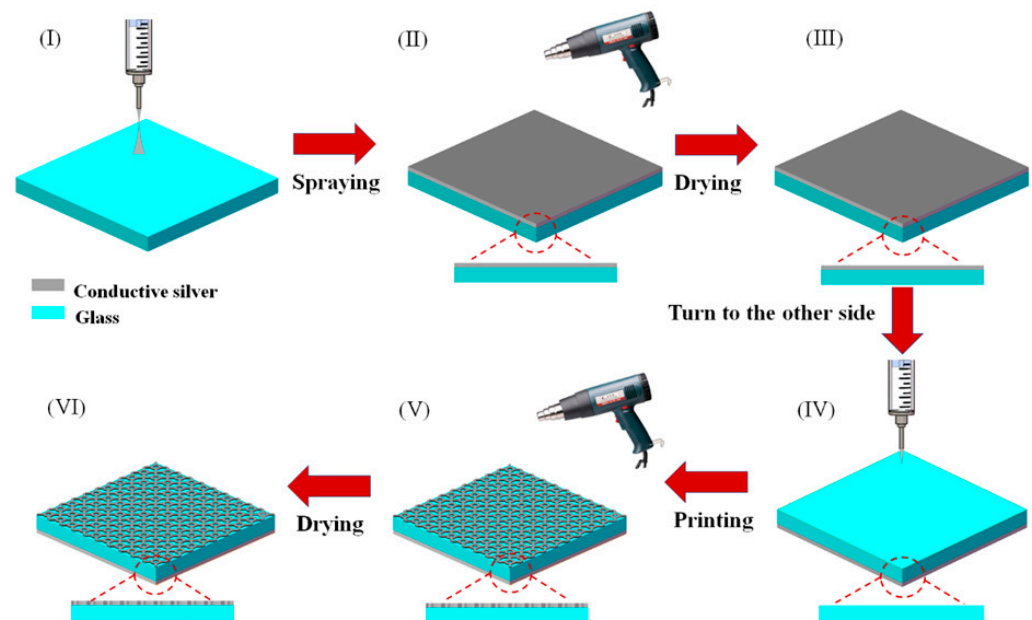 (I)
(II)
(III)
Spraying
Drying
Conductive silver
Glass
Turn to the other side
(VI)
(V)
(IV)
Drying
Printing